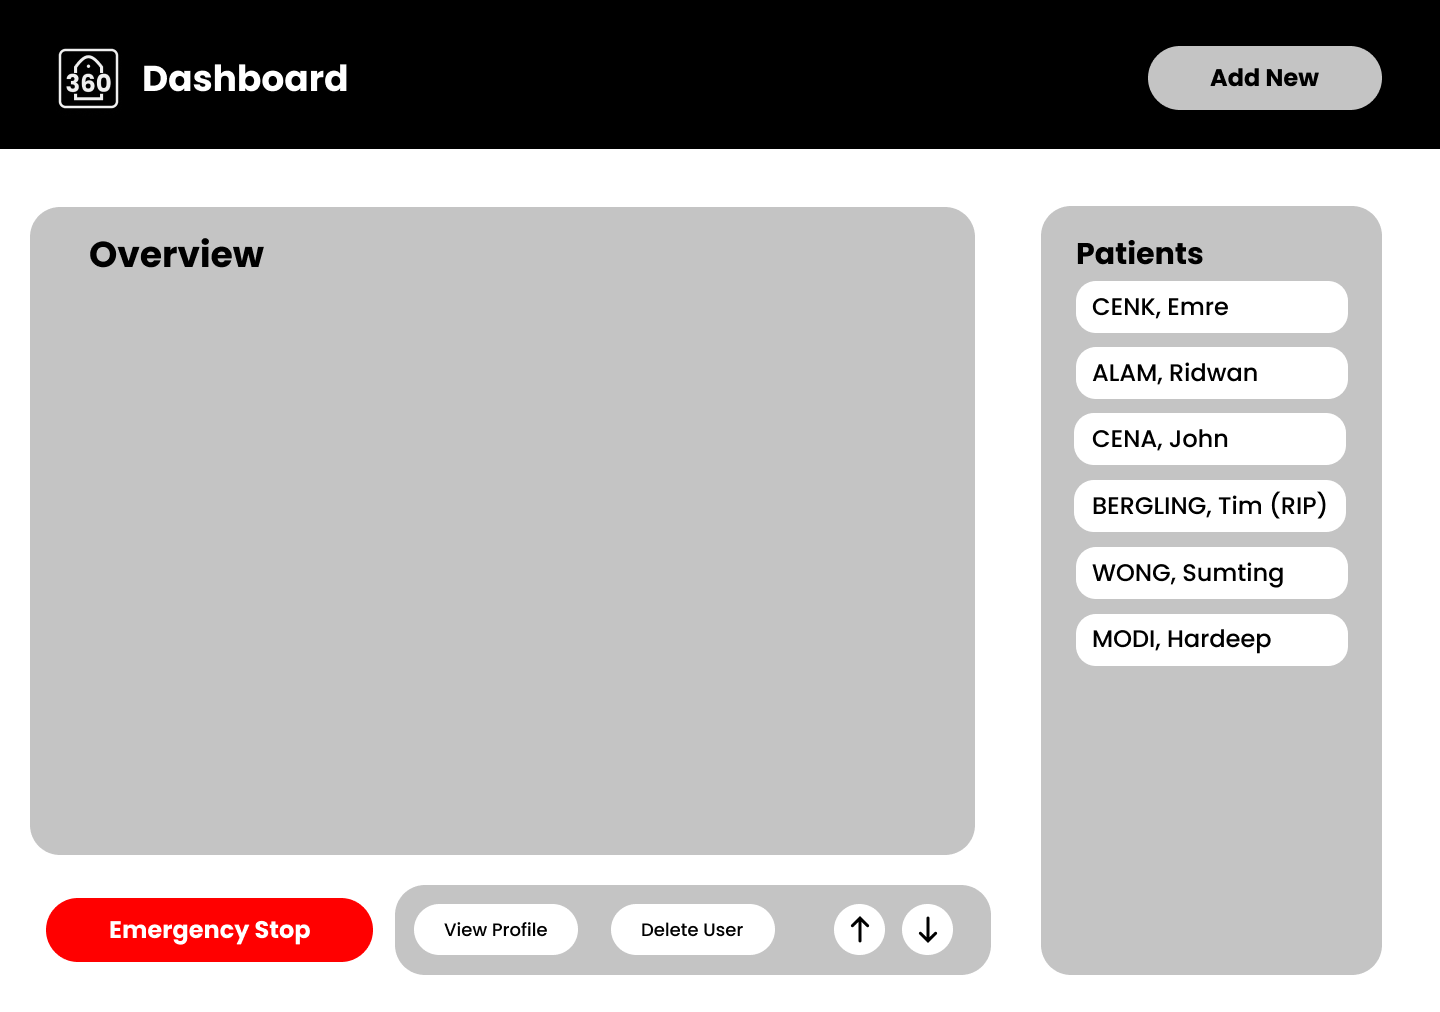 360
Dashboard
Add New
Overview
Patients
CENK, Emre
ALAM, Ridwan
CENA, John
BERGLING, Tim (RIP)
WONG, Sumting
MODI, Hardeep
Emergency Stop
View Profile
Delete User